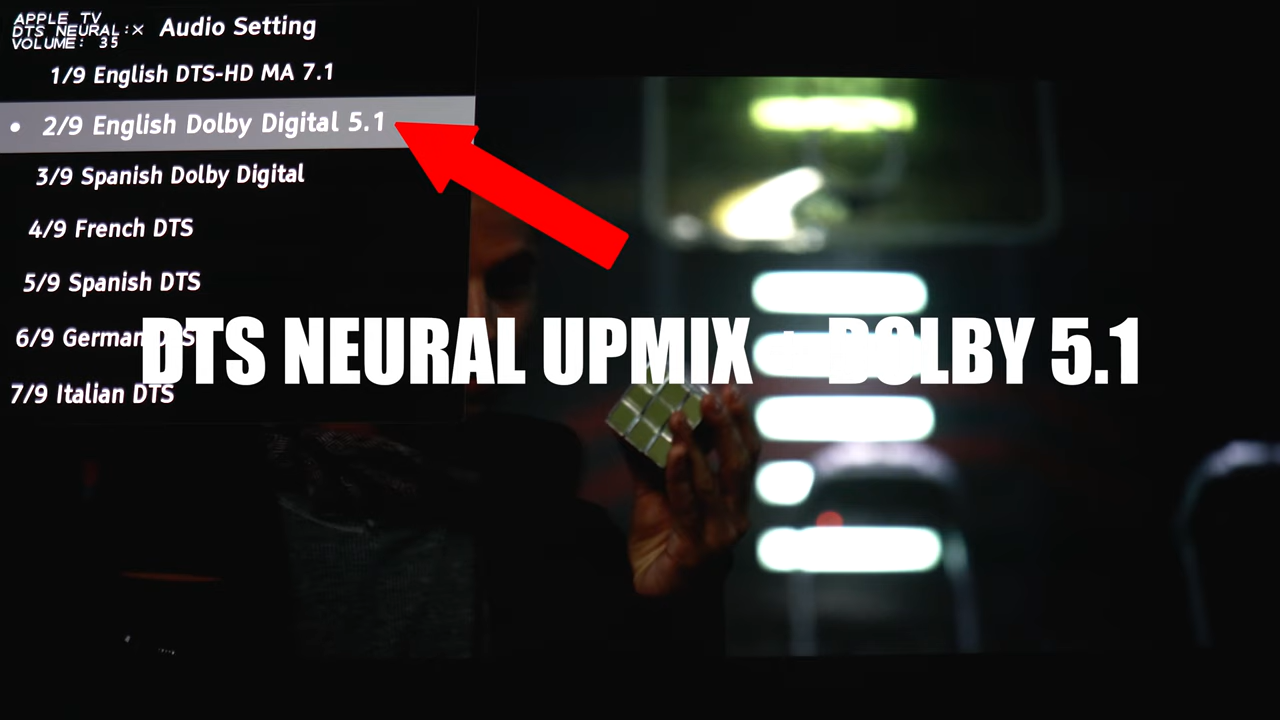 APPLE TV
DTS NEURAL:X
VOLUME: 35
Audio Setting
1/9 English DTS-HD MA 7.1
2/9 English Dolby Digital 5.1
3/9 Spanish Dolby Digital
4/9 French DTS
5/9 Spanish DTS
6/9 German DTS
7/9 Italian DTS
DTS NEURAL UPMIX + DOLBY 5.1